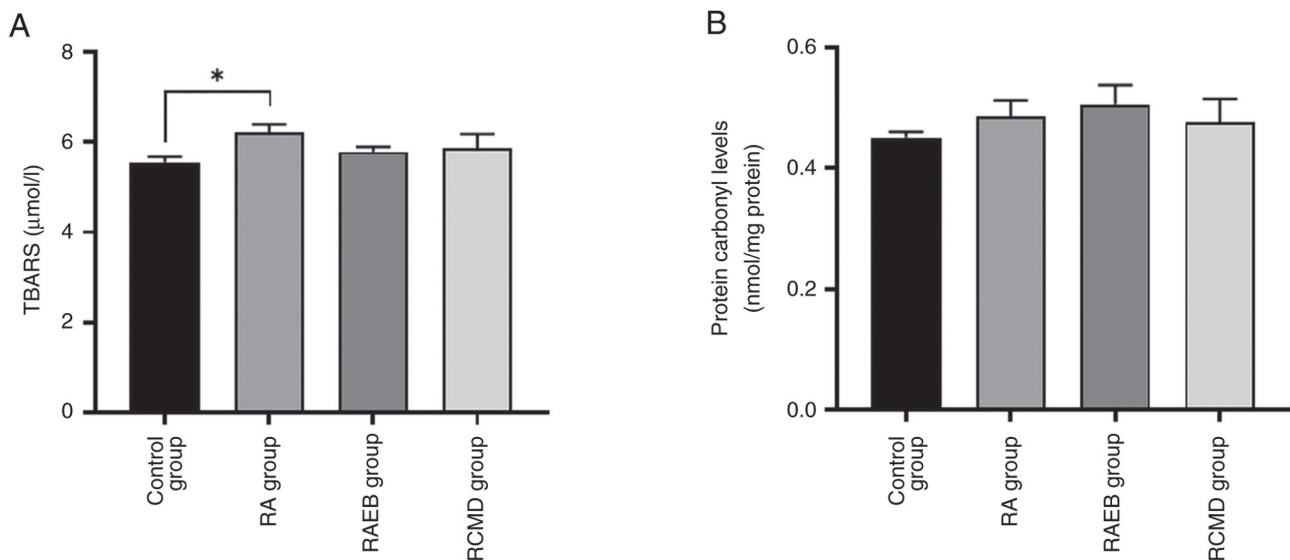 A
TBARS (μmol/l)
8
6
4
2
0
*
Control
group
RA group
RAEB group
RCMD group
B
Protein carbonyl levels
(nmol/mg protein)
0.6
0.4
0.2
0.0
Control
group
RA group
RAEB group
RCMD group